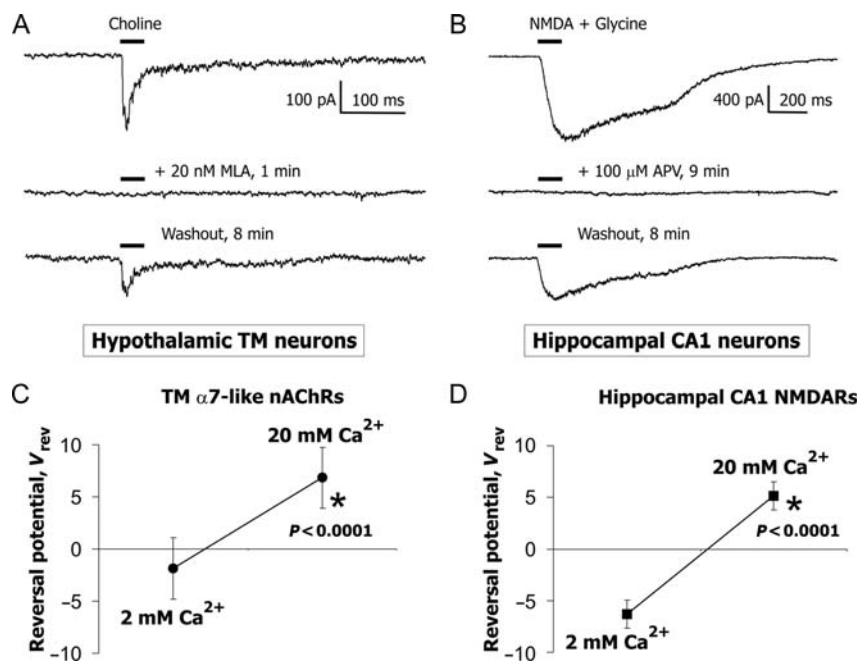 A
Choline
100 pA
100 ms
+ 20 nM MLA, 1 min
Washout, 8 min
Hypothalamic TM neurons
B
NMDA + Glycine
400 pA
200 ms
+ 100 μM APV, 9 min
Washout, 8 min
Hippocampal CA1 neurons
C
TM α7-like nAChRs
Reversal potential, Vrev
10
5
0
−5
−10
20 mM Ca2+
*
P < 0.0001
2 mM Ca2+
D
Hippocampal CA1 NMDARs
Reversal potential, Vrev
10
5
0
−5
−10
20 mM Ca2+
*
P < 0.0001
2 mM Ca2+